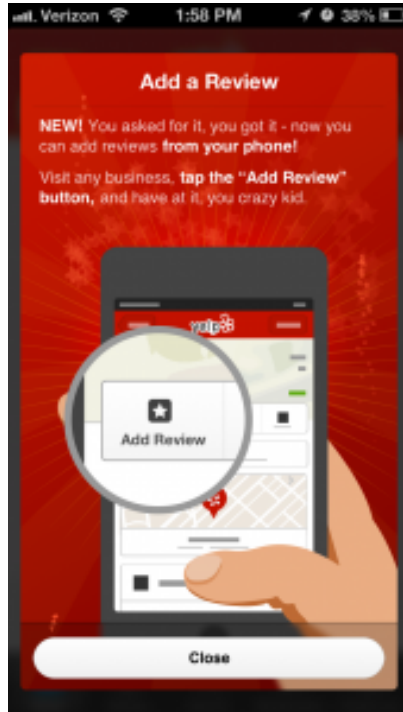 Verizon 1:58 PM 38%
Add a Review
NEW! You asked for it, you got it - now you
can add reviews from your phone!
Visit any business, tap the “Add Review”
button, and have at it, you crazy kid.
yelp
Add Review
Close